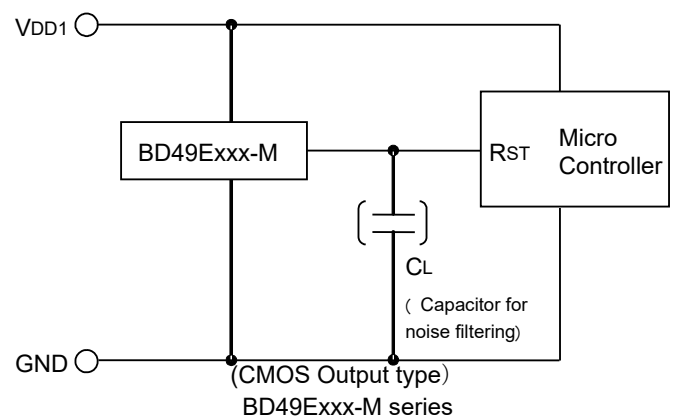 VDD1
BD49Exxx-M
RST
Micro
Controller
CL
( Capacitor for
noise filtering)
GND
(CMOS Output type）
BD49Exxx-M series